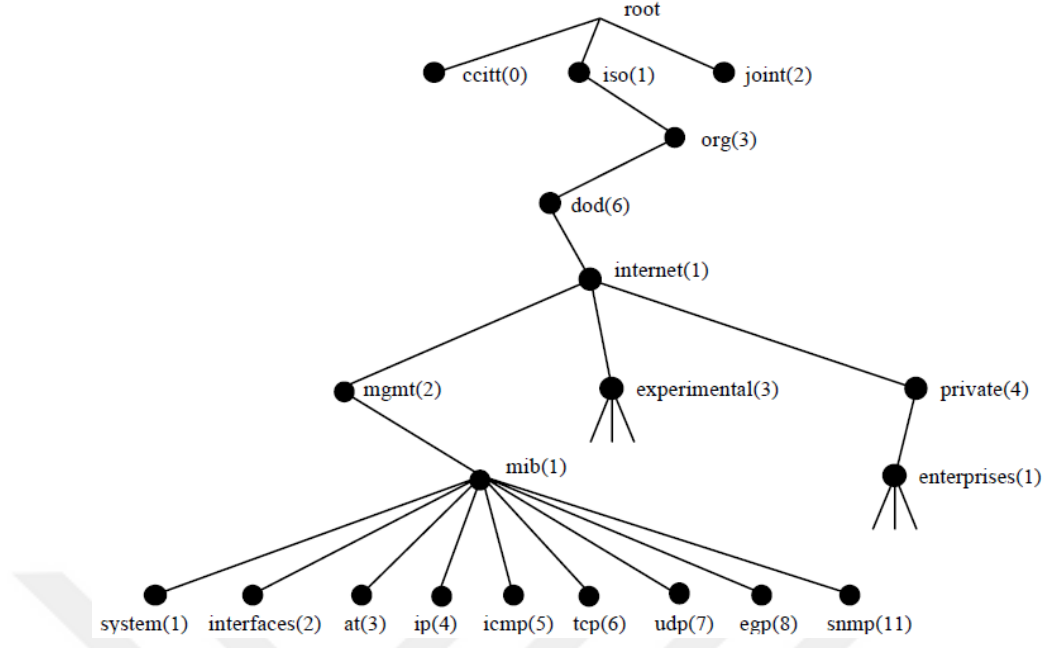 root
ccitt(0) iso(1) joint(2)
org(3)
dod(6)
internet(1)
mgmt(2) experimental(3) private(4)
mib(1)
enterprises(1)
system(1) interfaces(2) at(3) ip(4) icmp(5) tcp(6) udp(7) egp(8) snmp(11)